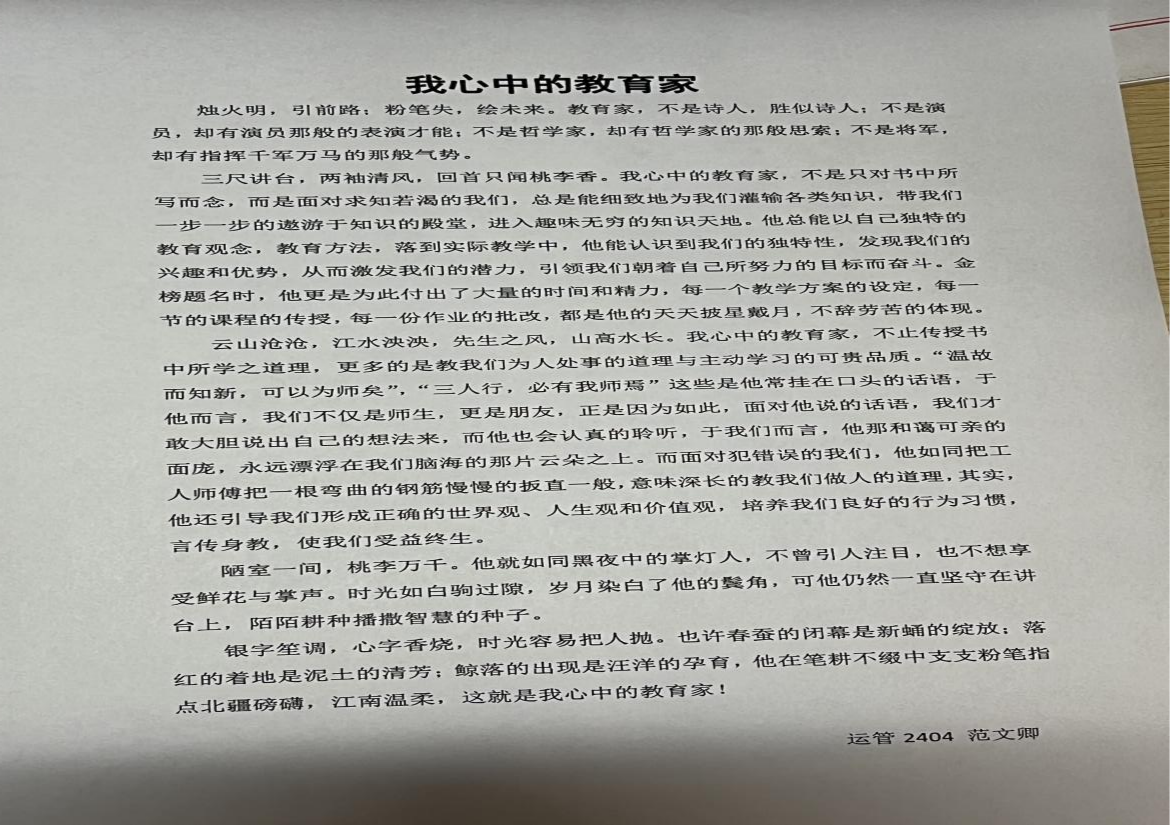 我心中的教育家
烛火明，引前路；粉笔失，绘未来。教育家，不是诗人，胜似诗人；不是演
员，却有演员那般的表演才能；不是哲学家，却有哲学家的那般思索；不是将军，
却有指挥千军万马的那般气势。
三尺讲台，两袖清风，回首只闻桃李香。我心中的教育家，不是只对书中所
写而念，而是面对求知若渴的我们，总是能细致地为我们灌输各类知识，带我们
一步一步的遨游于知识的殿堂，进入趣味无穷的知识天地。他总能以自己独特的
教育观念，教育方法，落到实际教学中，他能认识到我们的独特性，发现我们的
兴趣和优势，从而激发我们的潜力，引领我们朝着自己所努力的目标而奋斗。金
榜题名时，他更是为此付出了大量的时间和精力，每一个教学方案的设定，每一
节的课程的传授，每一份作业的批改，都是他的天天披星戴月，不辞劳苦的体现。
云山沧沧，江水泱泱，先生之风，山高水长。我心中的教育家，不止传授书
中所学之道理，更多的是教我们为人处事的道理与主动学习的可贵品质。“温故
而知新，可以为师矣”，“三人行，必有我师焉”这些是他常挂在口头的话语，于
他而言，我们不仅是师生，更是朋友，正是因为如此，面对他说的话语，我们才
敢大胆说出自己的想法来，而他也会认真的聆听，于我们而言，他那和蔼可亲的
面庞，永远漂浮在我们脑海的那片云朵之上。而面对犯错误的我们，他如同把工
人师傅把一根弯曲的钢筋慢慢的扳直一般，意味深长的教我们做人的道理，其实，
他还引导我们形成正确的世界观、人生观和价值观，培养我们良好的行为习惯，
言传身教，使我们受益终生。
陋室一间，桃李万千。他就如同黑夜中的掌灯人，不曾引人注目，也不想享
受鲜花与掌声。时光如白驹过隙，岁月染白了他的鬓角，可他仍然一直坚守在讲
台上，陌陌耕种播撒智慧的种子。
银字笙调，心字香烧，时光容易把人抛。也许春蚕的闭幕是新蛹的绽放；落
红的着地是泥土的清芳；鲸落的出现是汪洋的孕育，他在笔耕不缀中支支粉笔指
点北疆磅礴，江南温柔，这就是我心中的教育家！
运管 2404 范文卿